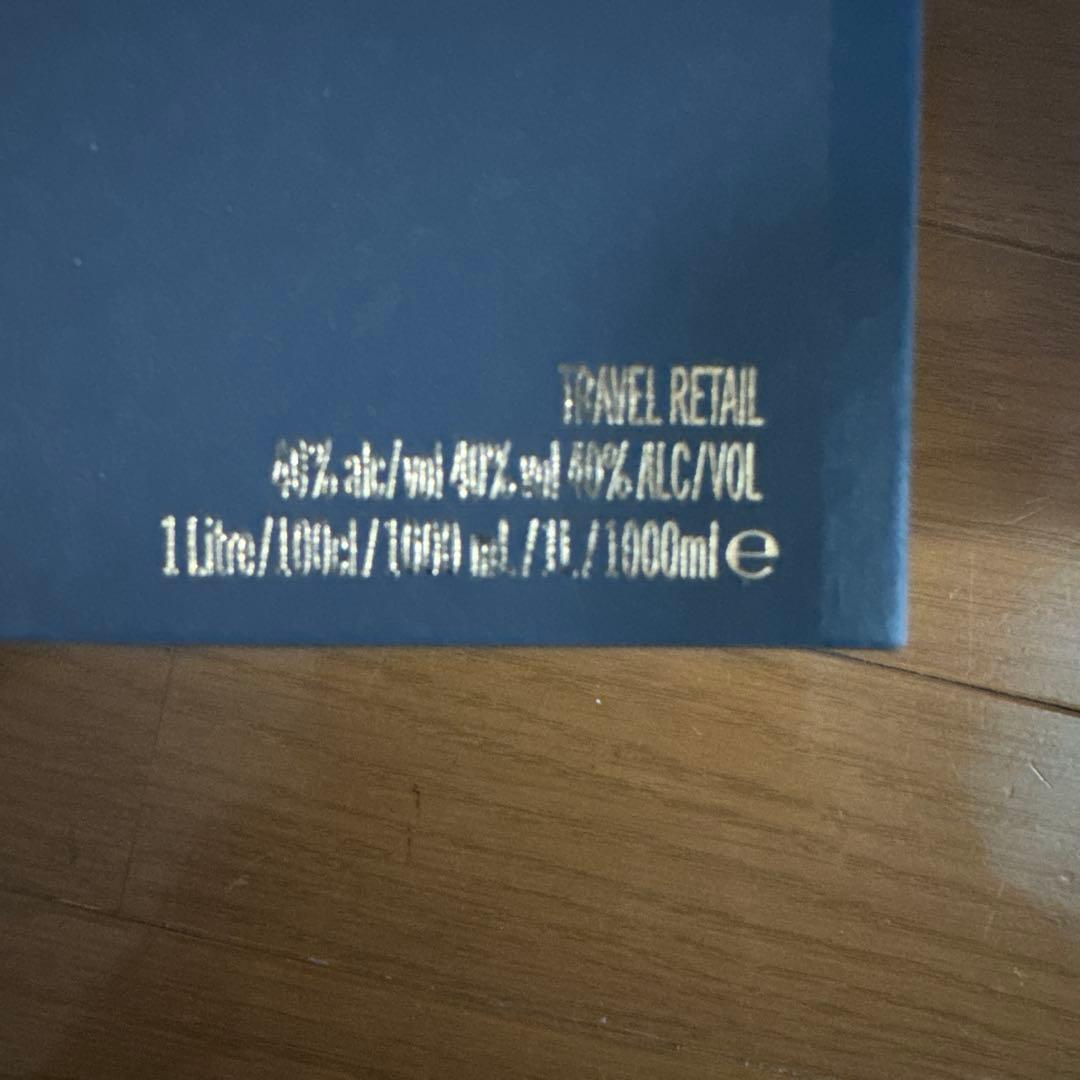 TRAVEL RETAIL
40% alc/vol 40% vol 40% ALC/VOL
1 Litre/100cl/1000 mL/1L/1000ml e